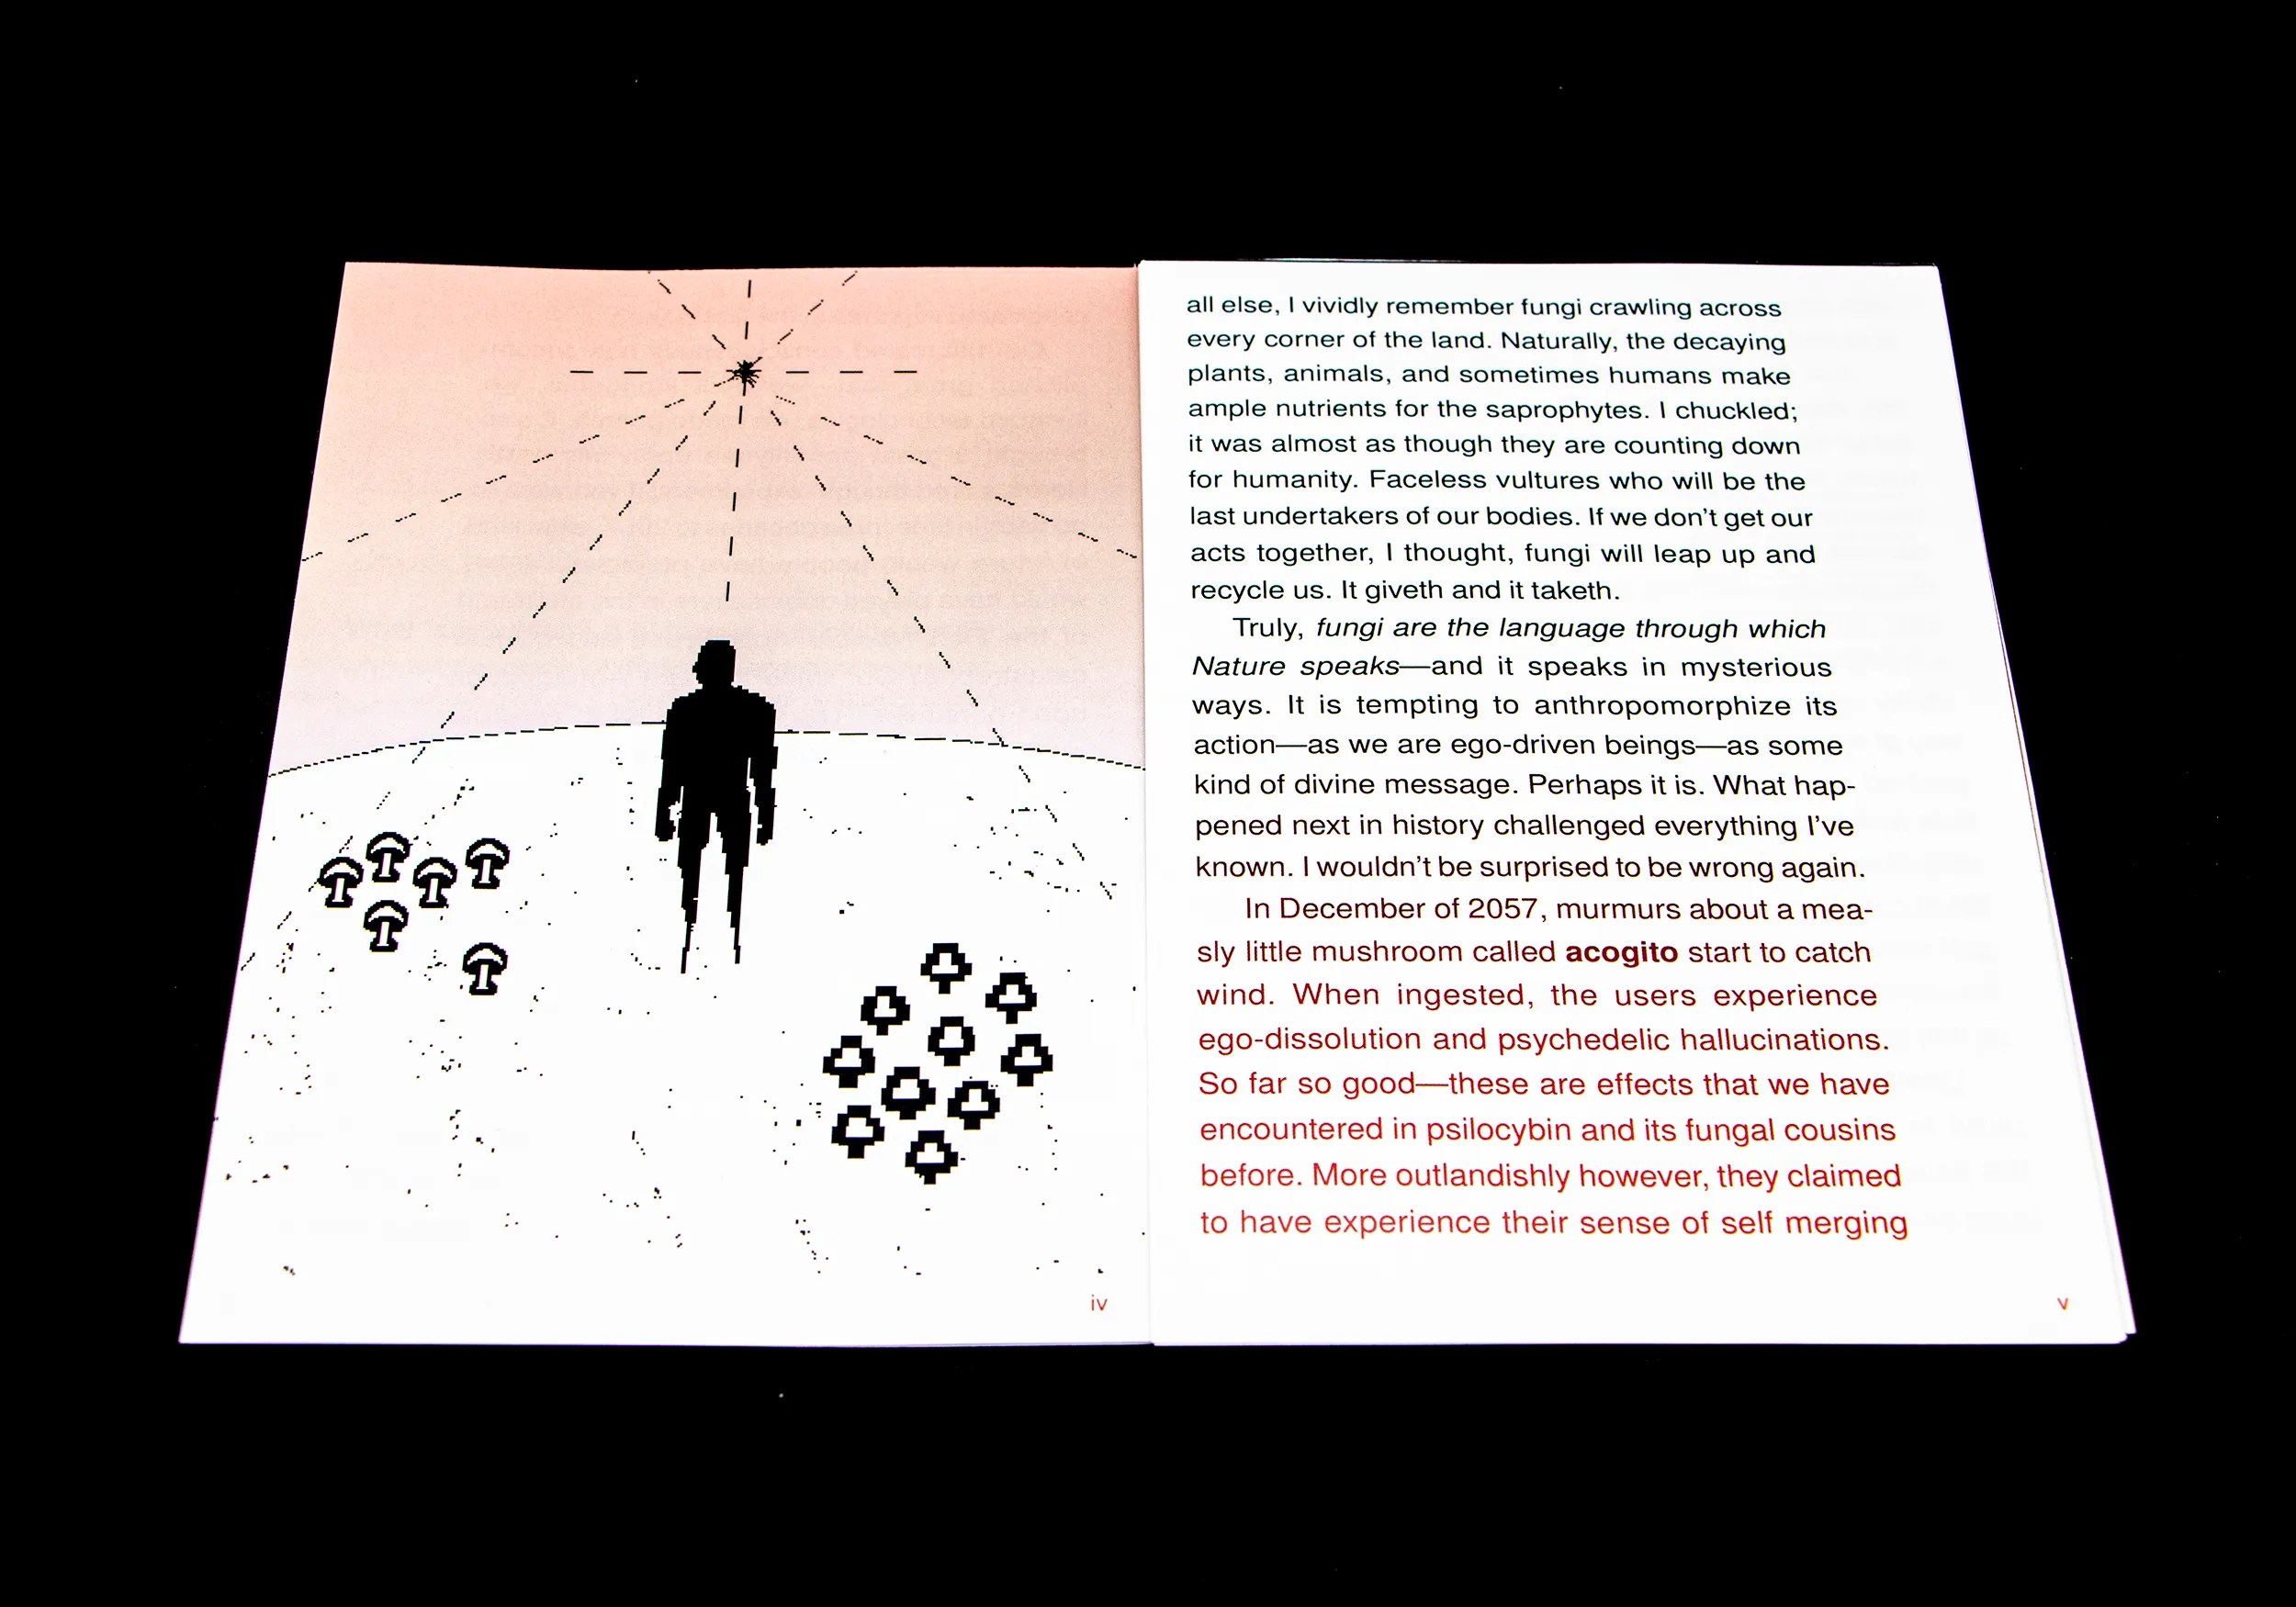 iv
all else, I vividly remember fungi crawling across
every corner of the land. Naturally, the decaying
plants, animals, and sometimes humans make
ample nutrients for the saprophytes. I chuckled;
it was almost as though they are counting down
for humanity. Faceless vultures who will be the
last undertakers of our bodies. If we don't get our
acts together, I thought, fungi will leap up and
recycle us. It giveth and it taketh.
Truly, fungi are the language through which
Nature speaks—and it speaks in mysterious
ways. It is tempting to anthropomorphize its
action—as we are ego-driven beings—as some
kind of divine message. Perhaps it is. What hap-
pened next in history challenged everything I've
known. I wouldn't be surprised to be wrong again.
In December of 2057, murmurs about a mea-
sly little mushroom called acogito start to catch
wind. When ingested, the users experience
ego-dissolution and psychedelic hallucinations.
So far so good—these are effects that we have
encountered in psilocybin and its fungal cousins
before. More outlandishly however, they claimed
to have experience their sense of self merging
v